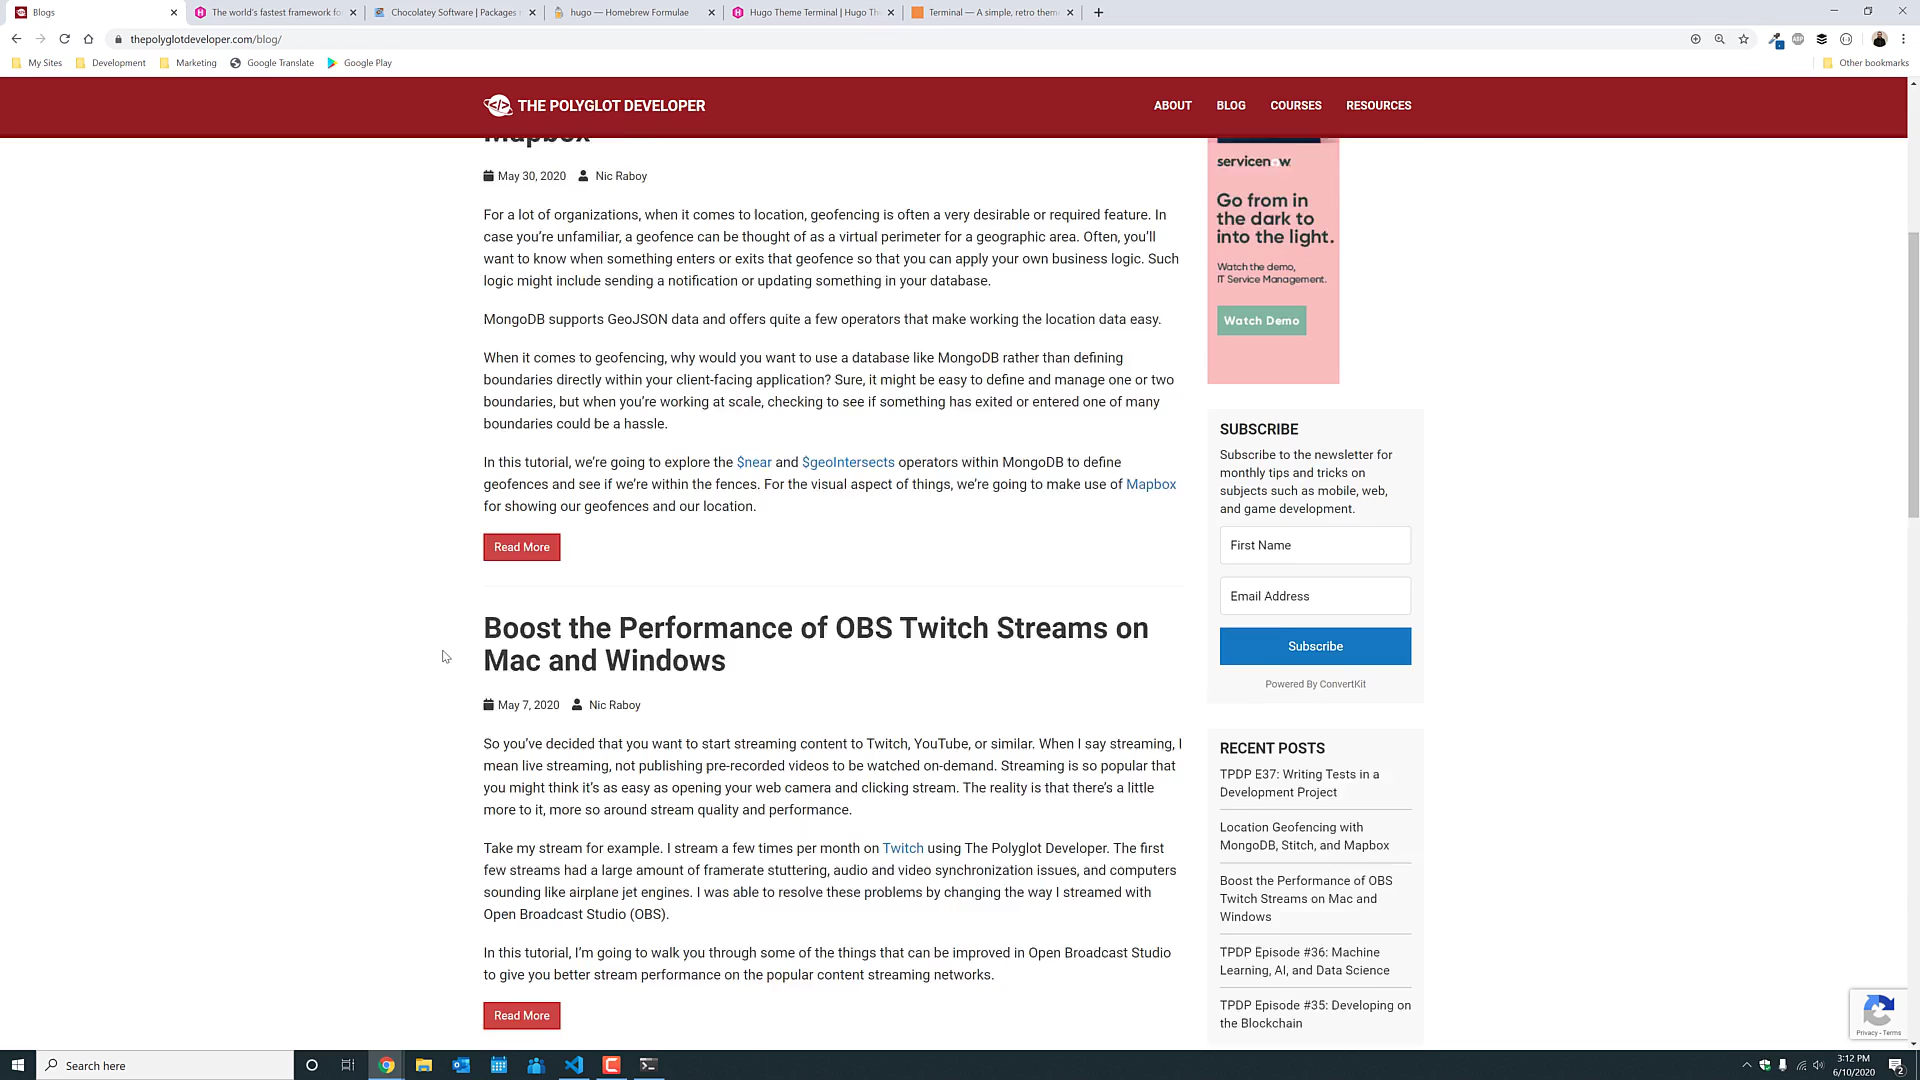 Blogs
The world's fastest framework fo
Chocolatey Software | Packages
hugo — Homebrew Formulae
Hugo Theme Terminal | Hugo Th
Terminal — A simple, retro them
thepolyglotdeveloper.com/blog/
My Sites
Development
Marketing
Google Translate
Google Play
Other bookmarks
THE POLYGLOT DEVELOPER
ABOUT
BLOG
COURSES
RESOURCES
Mapbox
May 30, 2020
Nic Raboy
For a lot of organizations, when it comes to location, geofencing is often a very desirable or required feature. In
case you're unfamiliar, a geofence can be thought of as a virtual perimeter for a geographic area. Often, you'll
want to know when something enters or exits that geofence so that you can apply your own business logic. Such
logic might include sending a notification or updating something in your database.
MongoDB supports GeoJSON data and offers quite a few operators that make working the location data easy.
When it comes to geofencing, why would you want to use a database like MongoDB rather than defining
boundaries directly within your client-facing application? Sure, it might be easy to define and manage one or two
boundaries, but when you're working at scale, checking to see if something has exited or entered one of many
boundaries could be a hassle.
In this tutorial, we're going to explore the $near and $geoIntersects operators within MongoDB to define
geofences and see if we're within the fences. For the visual aspect of things, we're going to make use of Mapbox
for showing our geofences and our location.
Read More
Boost the Performance of OBS Twitch Streams on
Mac and Windows
May 7, 2020
Nic Raboy
So you've decided that you want to start streaming content to Twitch, YouTube, or similar. When I say streaming, I
mean live streaming, not publishing pre-recorded videos to be watched on-demand. Streaming is so popular that
you might think it's as easy as opening your web camera and clicking stream. The reality is that there's a little
more to it, more so around stream quality and performance.
Take my stream for example. I stream a few times per month on Twitch using The Polyglot Developer. The first
few streams had a large amount of framerate stuttering, audio and video synchronization issues, and computers
sounding like airplane jet engines. I was able to resolve these problems by changing the way I streamed with
Open Broadcast Studio (OBS).
In this tutorial, I'm going to walk you through some of the things that can be improved in Open Broadcast Studio
to give you better stream performance on the popular content streaming networks.
Read More
servicenow.
Go from in
the dark to
into the light.
Watch the demo,
IT Service Management.
Watch Demo
SUBSCRIBE
Subscribe to the newsletter for
monthly tips and tricks on
subjects such as mobile, web,
and game development.
First Name
Email Address
Subscribe
Powered By ConvertKit
RECENT POSTS
TPDP E37: Writing Tests in a
Development Project
Location Geofencing with
MongoDB, Stitch, and Mapbox
Boost the Performance of OBS
Twitch Streams on Mac and
Windows
TPDP Episode #36: Machine
Learning, AI, and Data Science
TPDP Episode #35: Developing on
the Blockchain
Privacy - Terms
Search here
3:12 PM
6/10/2020
2